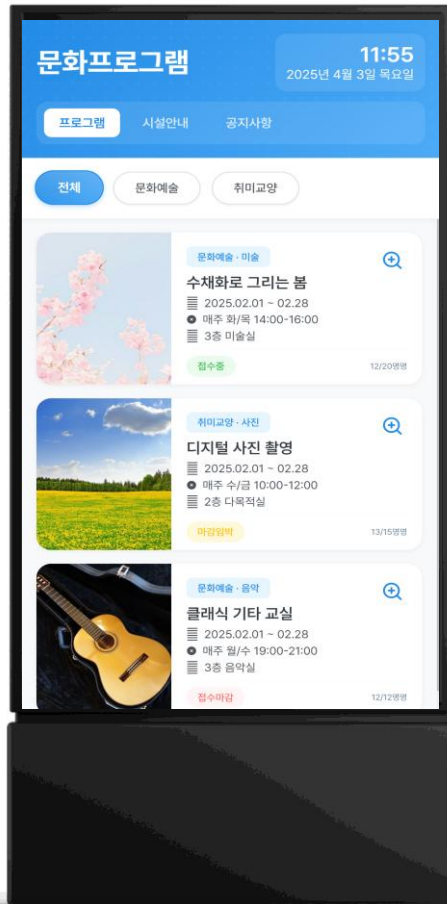 문화프로그램
11:55
2025년 4월 3일 목요일
프로그램 시설안내 공지사항
전체 문화예술 취미교양
문화예술 · 미술
수채화로 그리는 봄
2025.02.01 ~ 02.28
매주 화/목 14:00-16:00
3층 미술실
접수중 12/20명명
취미교양 · 사진
디지털 사진 촬영
2025.02.01 ~ 02.28
매주 수/금 10:00-12:00
2층 다목적실
마감임박 13/15명명
문화예술 · 음악
클래식 기타 교실
2025.02.01 ~ 02.28
매주 월/수 19:00-21:00
3층 음악실
접수마감 12/12명명